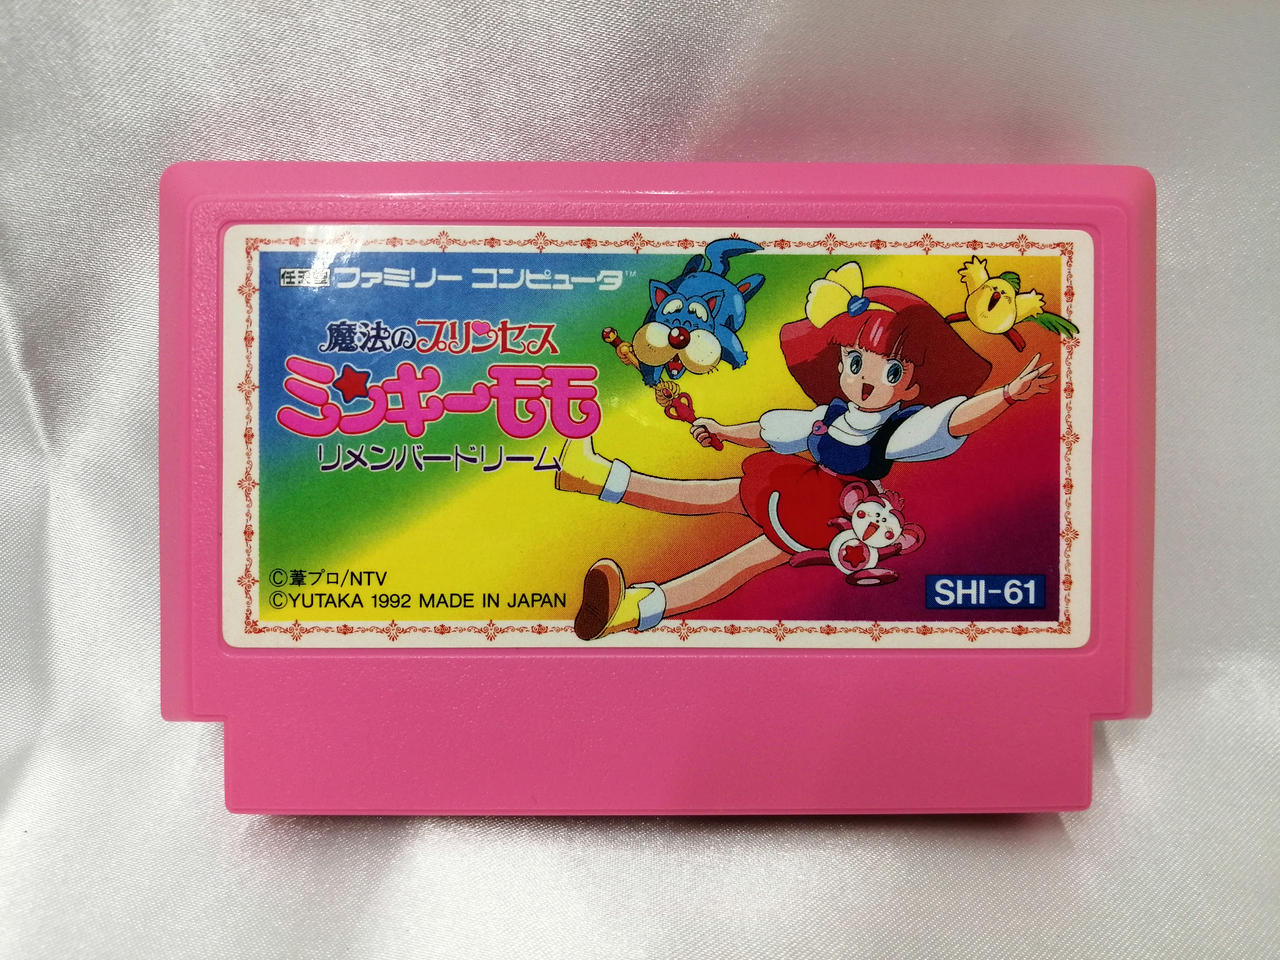 任天堂 ファミリー コンピュータ™
魔法のプリンセス
ミンキーモモ
リメンバードリーム
©葦プロ/NTV
©YUTAKA 1992 MADE IN JAPAN
SHI-61